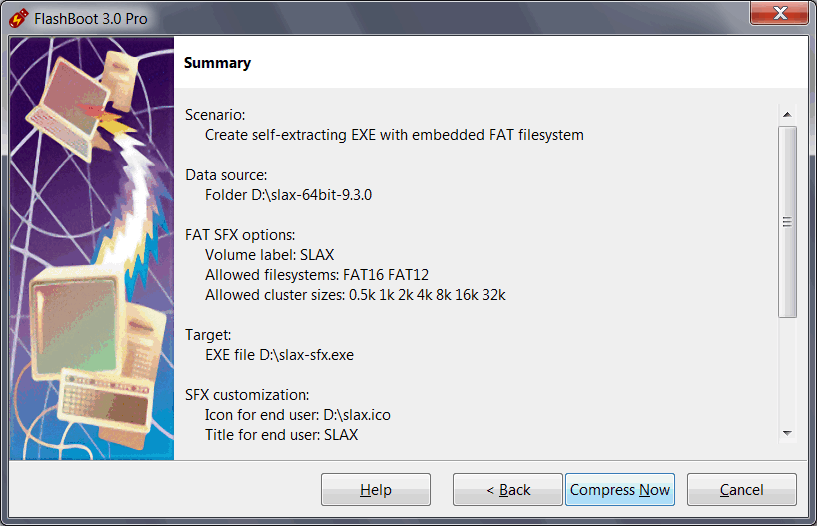 FlashBoot 3.0 Pro
Summary
Scenario:
Create self-extracting EXE with embedded FAT filesystem
Data source:
Folder D:\slax-64bit-9.3.0
FAT SFX options:
Volume label: SLAX
Allowed filesystems: FAT16 FAT12
Allowed cluster sizes: 0.5k 1k 2k 4k 8k 16k 32k
Target:
EXE file D:\slax-sfx.exe
SFX customization:
Icon for end user: D:\slax.ico
Title for end user: SLAX
Help < Back Compress Now Cancel